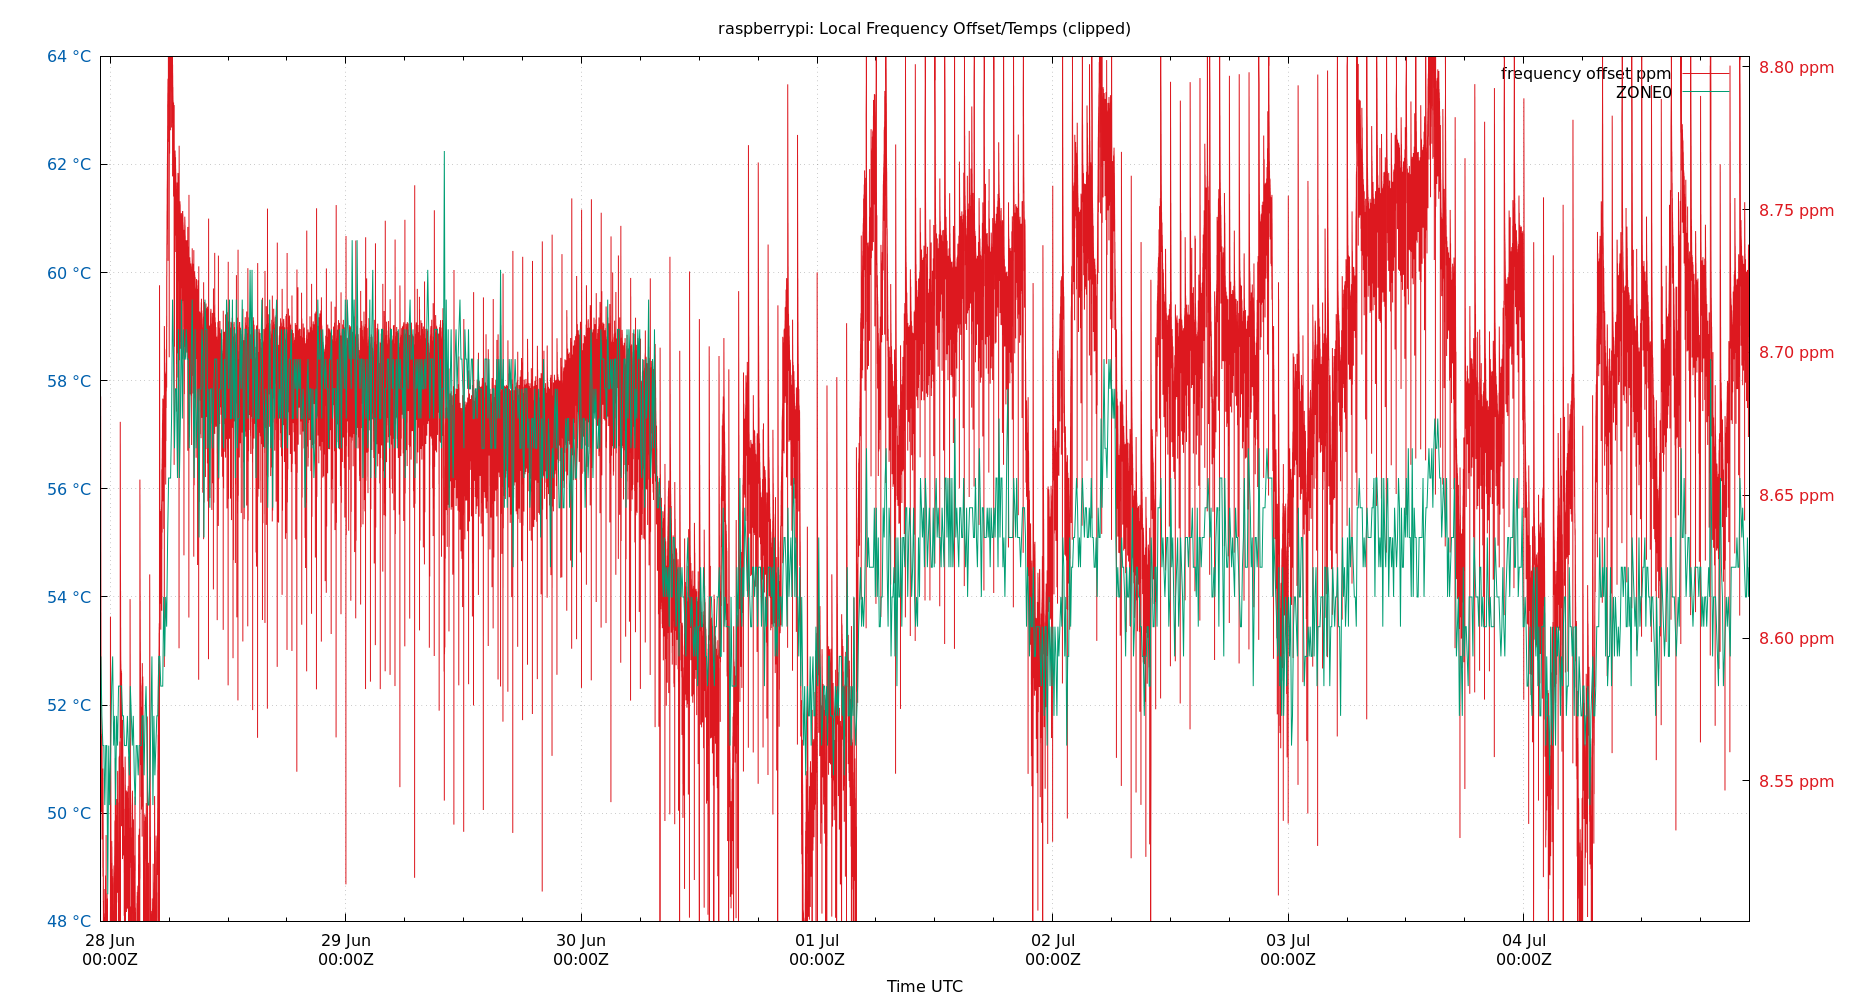 raspberrypi: Local Frequency Offset/Temps (clipped)
64 °C
62 °C
60 °C
58 °C
56 °C
54 °C
52 °C
50 °C
48 °C
frequency offset ppm
ZONE0
8.80 ppm
8.75 ppm
8.70 ppm
8.65 ppm
8.60 ppm
8.55 ppm
28 Jun 29 Jun 30 Jun 01 Jul 02 Jul 03 Jul 04 Jul
00:00Z 00:00Z 00:00Z 00:00Z 00:00Z 00:00Z 00:00Z
Time UTC